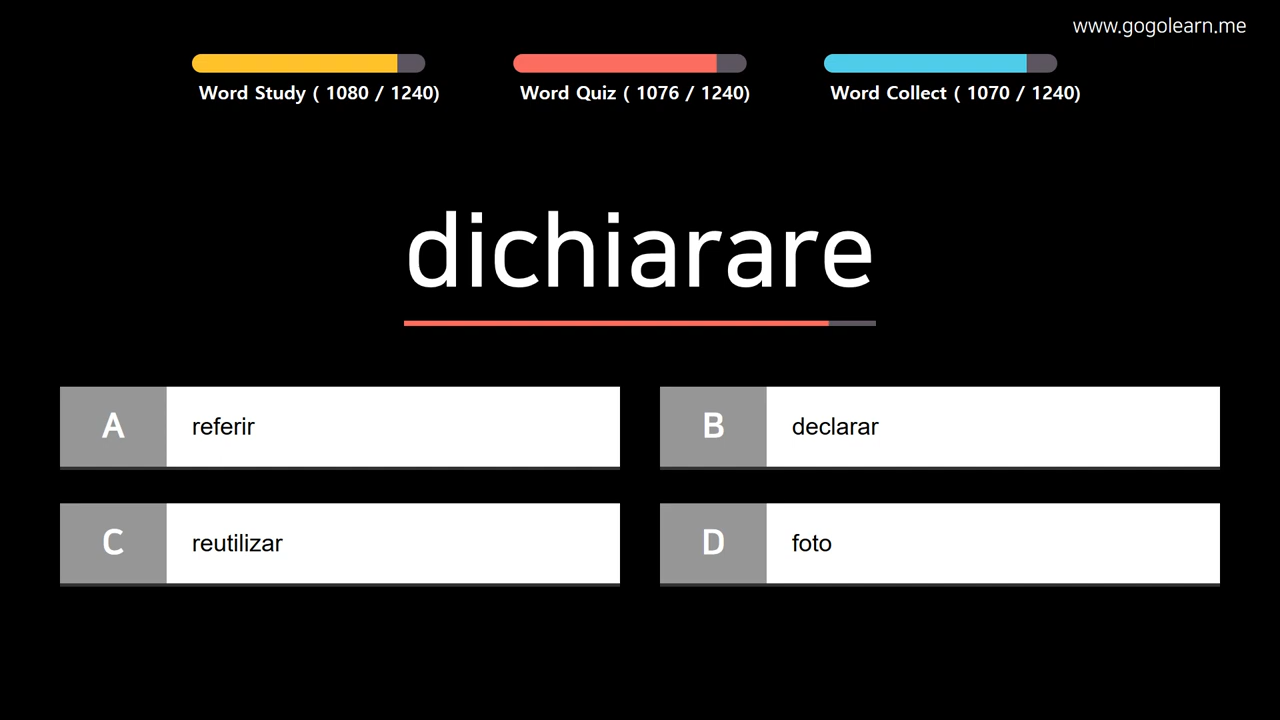 www.gogolearn.me
Word Study ( 1080 / 1240)
Word Quiz ( 1076 / 1240)
Word Collect ( 1070 / 1240)
dichiarare
A referir
B declarar
C reutilizar
D foto